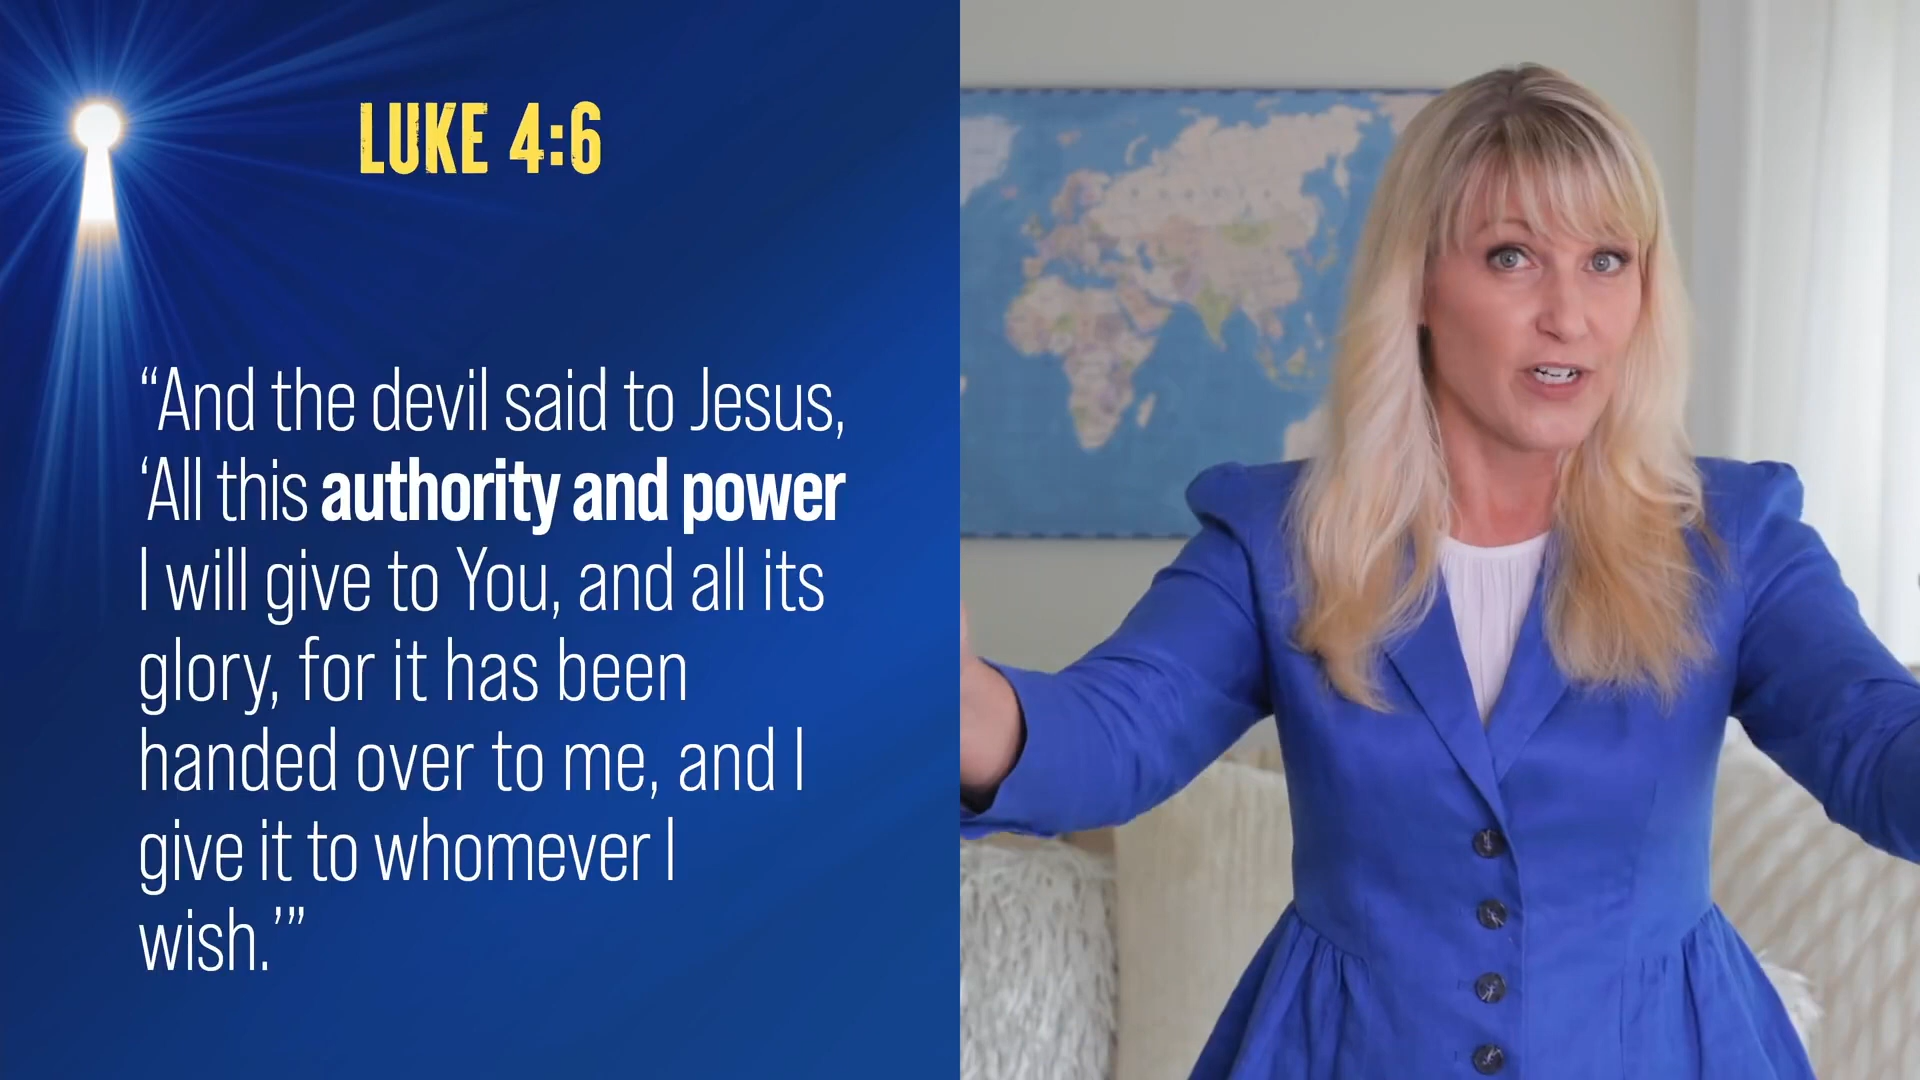 LUKE 4:6
“And the devil said to Jesus,
‘All this authority and power
I will give to You, and all its
glory, for it has been
handed over to me, and I
give it to whomever I
wish.’”